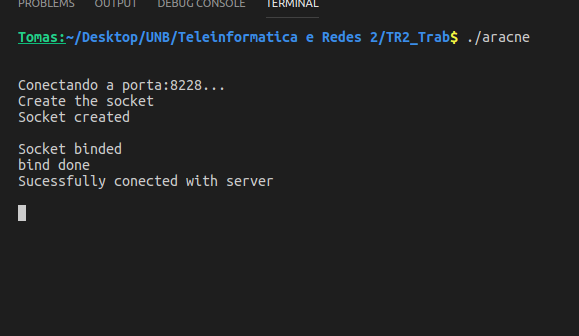 PROBLEMS OUTPUT DEBUG CONSOLE TERMINAL
Tomas:~/Desktop/UNB/Teleinformatica e Redes 2/TR2_Trab$ ./aracne
Conectando a porta:8228...
Create the socket
Socket created
Socket binded
bind done
Sucessfully conected with server